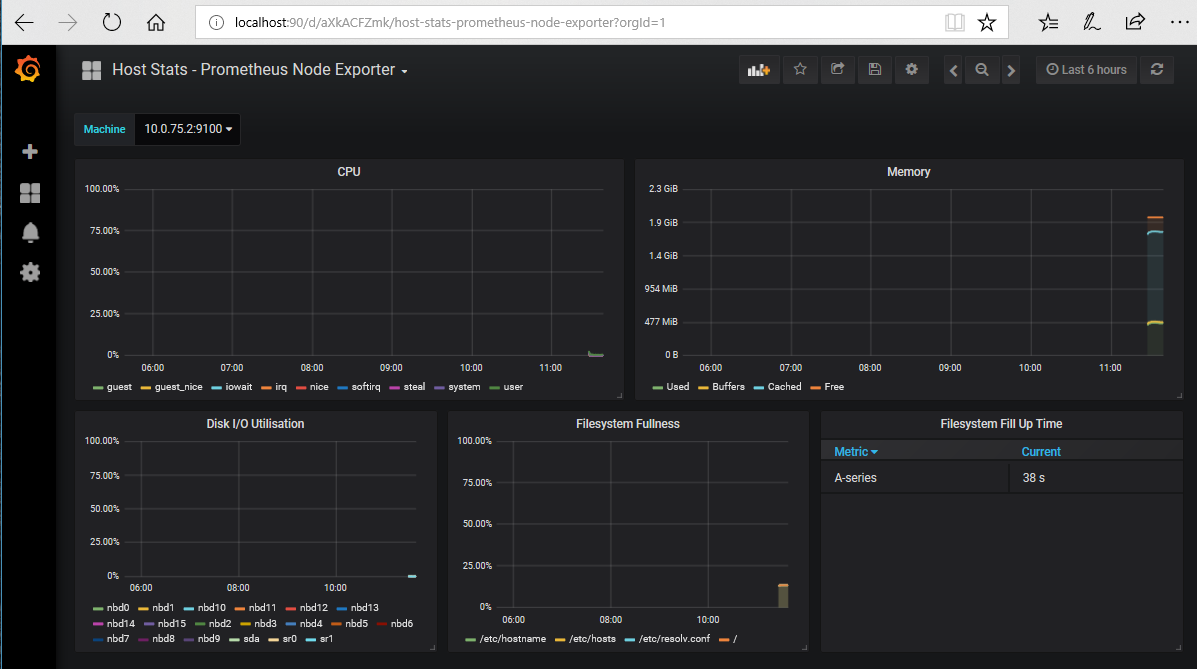 localhost:90/d/aXkACFZmk/host-stats-prometheus-node-exporter?orgId=1
Host Stats - Prometheus Node Exporter
Last 6 hours
Machine 10.0.75.2:9100
CPU
100.00%
75.00%
50.00%
25.00%
0%
06:00 07:00 08:00 09:00 10:00 11:00
guest guest_nice iowait irq nice softirq steal system user
Memory
2.3 GiB
1.9 GiB
1.4 GiB
954 MiB
477 MiB
0 B
06:00 07:00 08:00 09:00 10:00 11:00
Used Buffers Cached Free
Disk I/O Utilisation
100.00%
75.00%
50.00%
25.00%
0%
06:00 08:00 10:00
nbd0 nbd1 nbd10 nbd11 nbd12 nbd13
nbd14 nbd15 nbd2 nbd3 nbd4 nbd5 nbd6
nbd7 nbd8 nbd9 sda sr0 sr1
Filesystem Fullness
100.00%
75.00%
50.00%
25.00%
0%
06:00 08:00 10:00
/etc/hostname /etc/hosts /etc/resolv.conf /
Filesystem Fill Up Time
Metric Current
A-series 38 s